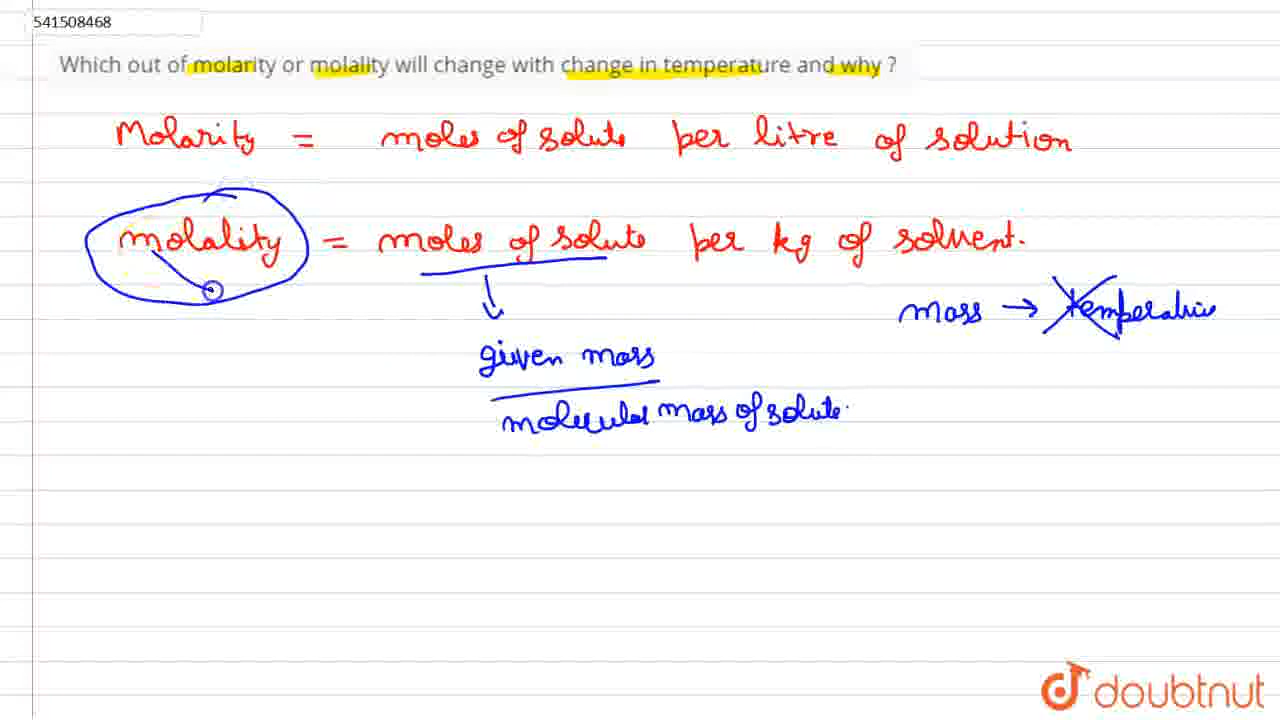 541508468
Which out of molarity or molality will change with change in temperature and why ?
Molarity = moles of solute per litre of solution
molality = moles of solute per kg of solvent.
mass → temperature
given mass
molecular mass of solute.
doubtnut